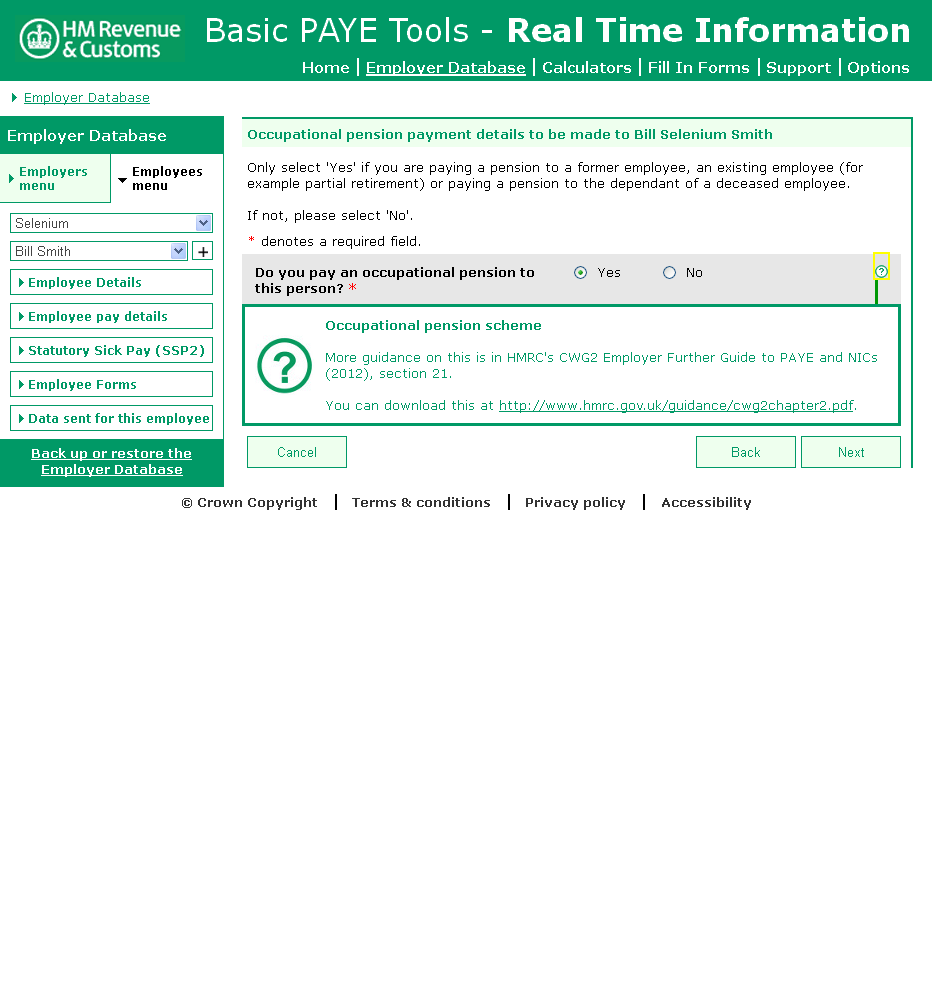 HM Revenue
& Customs
Basic PAYE Tools - Real Time Information
Home | Employer Database | Calculators | Fill In Forms | Support | Options
Employer Database
Employer Database
Employers
menu
Employees
menu
Selenium
Bill Smith
+
Employee Details
Employee pay details
Statutory Sick Pay (SSP2)
Employee Forms
Data sent for this employee
Back up or restore the
Employer Database
Occupational pension payment details to be made to Bill Selenium Smith
Only select 'Yes' if you are paying a pension to a former employee, an existing employee (for
example partial retirement) or paying a pension to the dependant of a deceased employee.
If not, please select 'No'.
* denotes a required field.
Do you pay an occupational pension to
this person? *
Yes
No
?
?
Occupational pension scheme
More guidance on this is in HMRC's CWG2 Employer Further Guide to PAYE and NICs
(2012), section 21.
You can download this at http://www.hmrc.gov.uk/guidance/cwg2chapter2.pdf.
Cancel
Back
Next
© Crown Copyright | Terms & conditions | Privacy policy | Accessibility